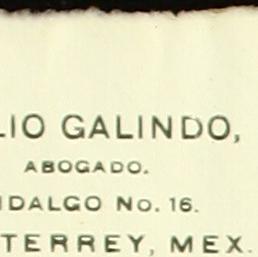 LIO GALINDO,
ABOGADO.
IDALGO No. 16.
TERREY, MEX.